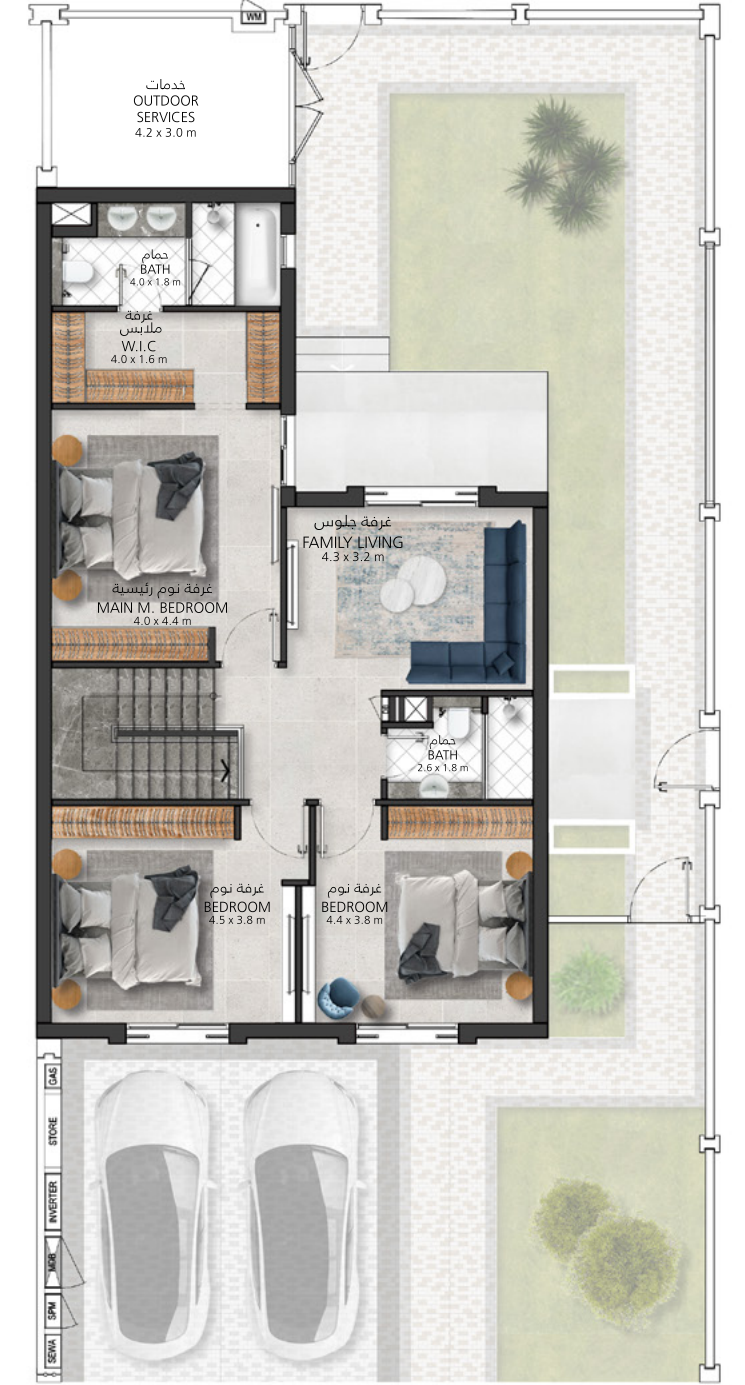 WM
خدمات
OUTDOOR
SERVICES
4.2 x 3.0 m
حمام
BATH
4.0 x 1.8 m
غرفة
ملابس
W.I.C
4.0 x 1.6 m
غرفة جلوس
FAMILY LIVING
4.3 x 3.2 m
غرفة نوم رئيسية
MAIN M. BEDROOM
4.0 x 4.4 m
حمام
BATH
2.6 x 1.8 m
غرفة نوم
BEDROOM
4.5 x 3.8 m
غرفة نوم
BEDROOM
4.4 x 3.8 m
GAS
STORE
INVERTER
MDB
SPM
SEWA